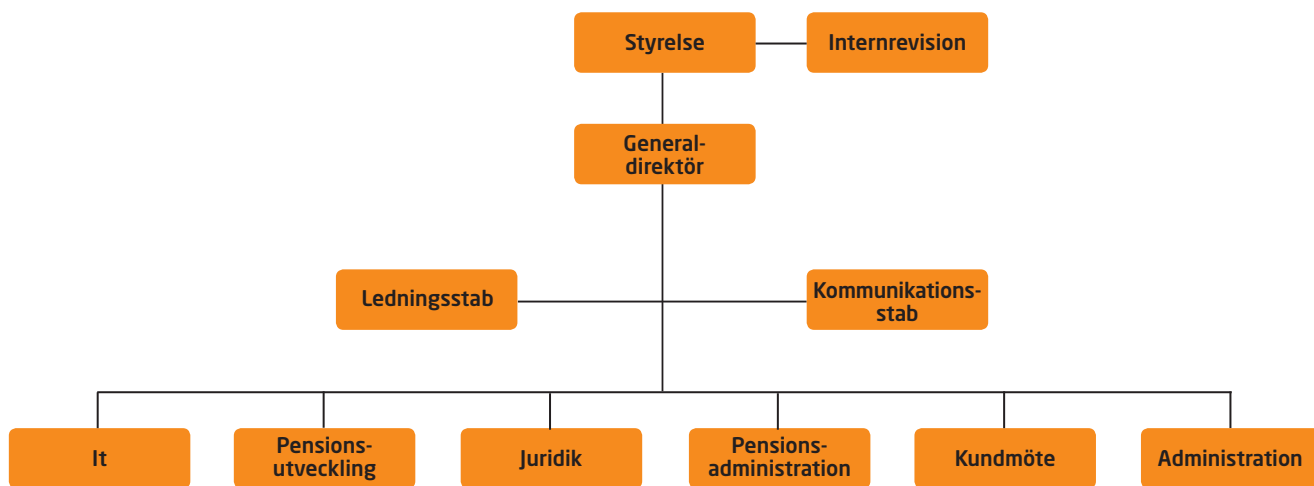 Styrelse
Internrevision
General-
direktör
Ledningsstab
Kommunikations-
stab
It
Pensions-
utveckling
Juridik
Pensions-
administration
Kundmöte
Administration